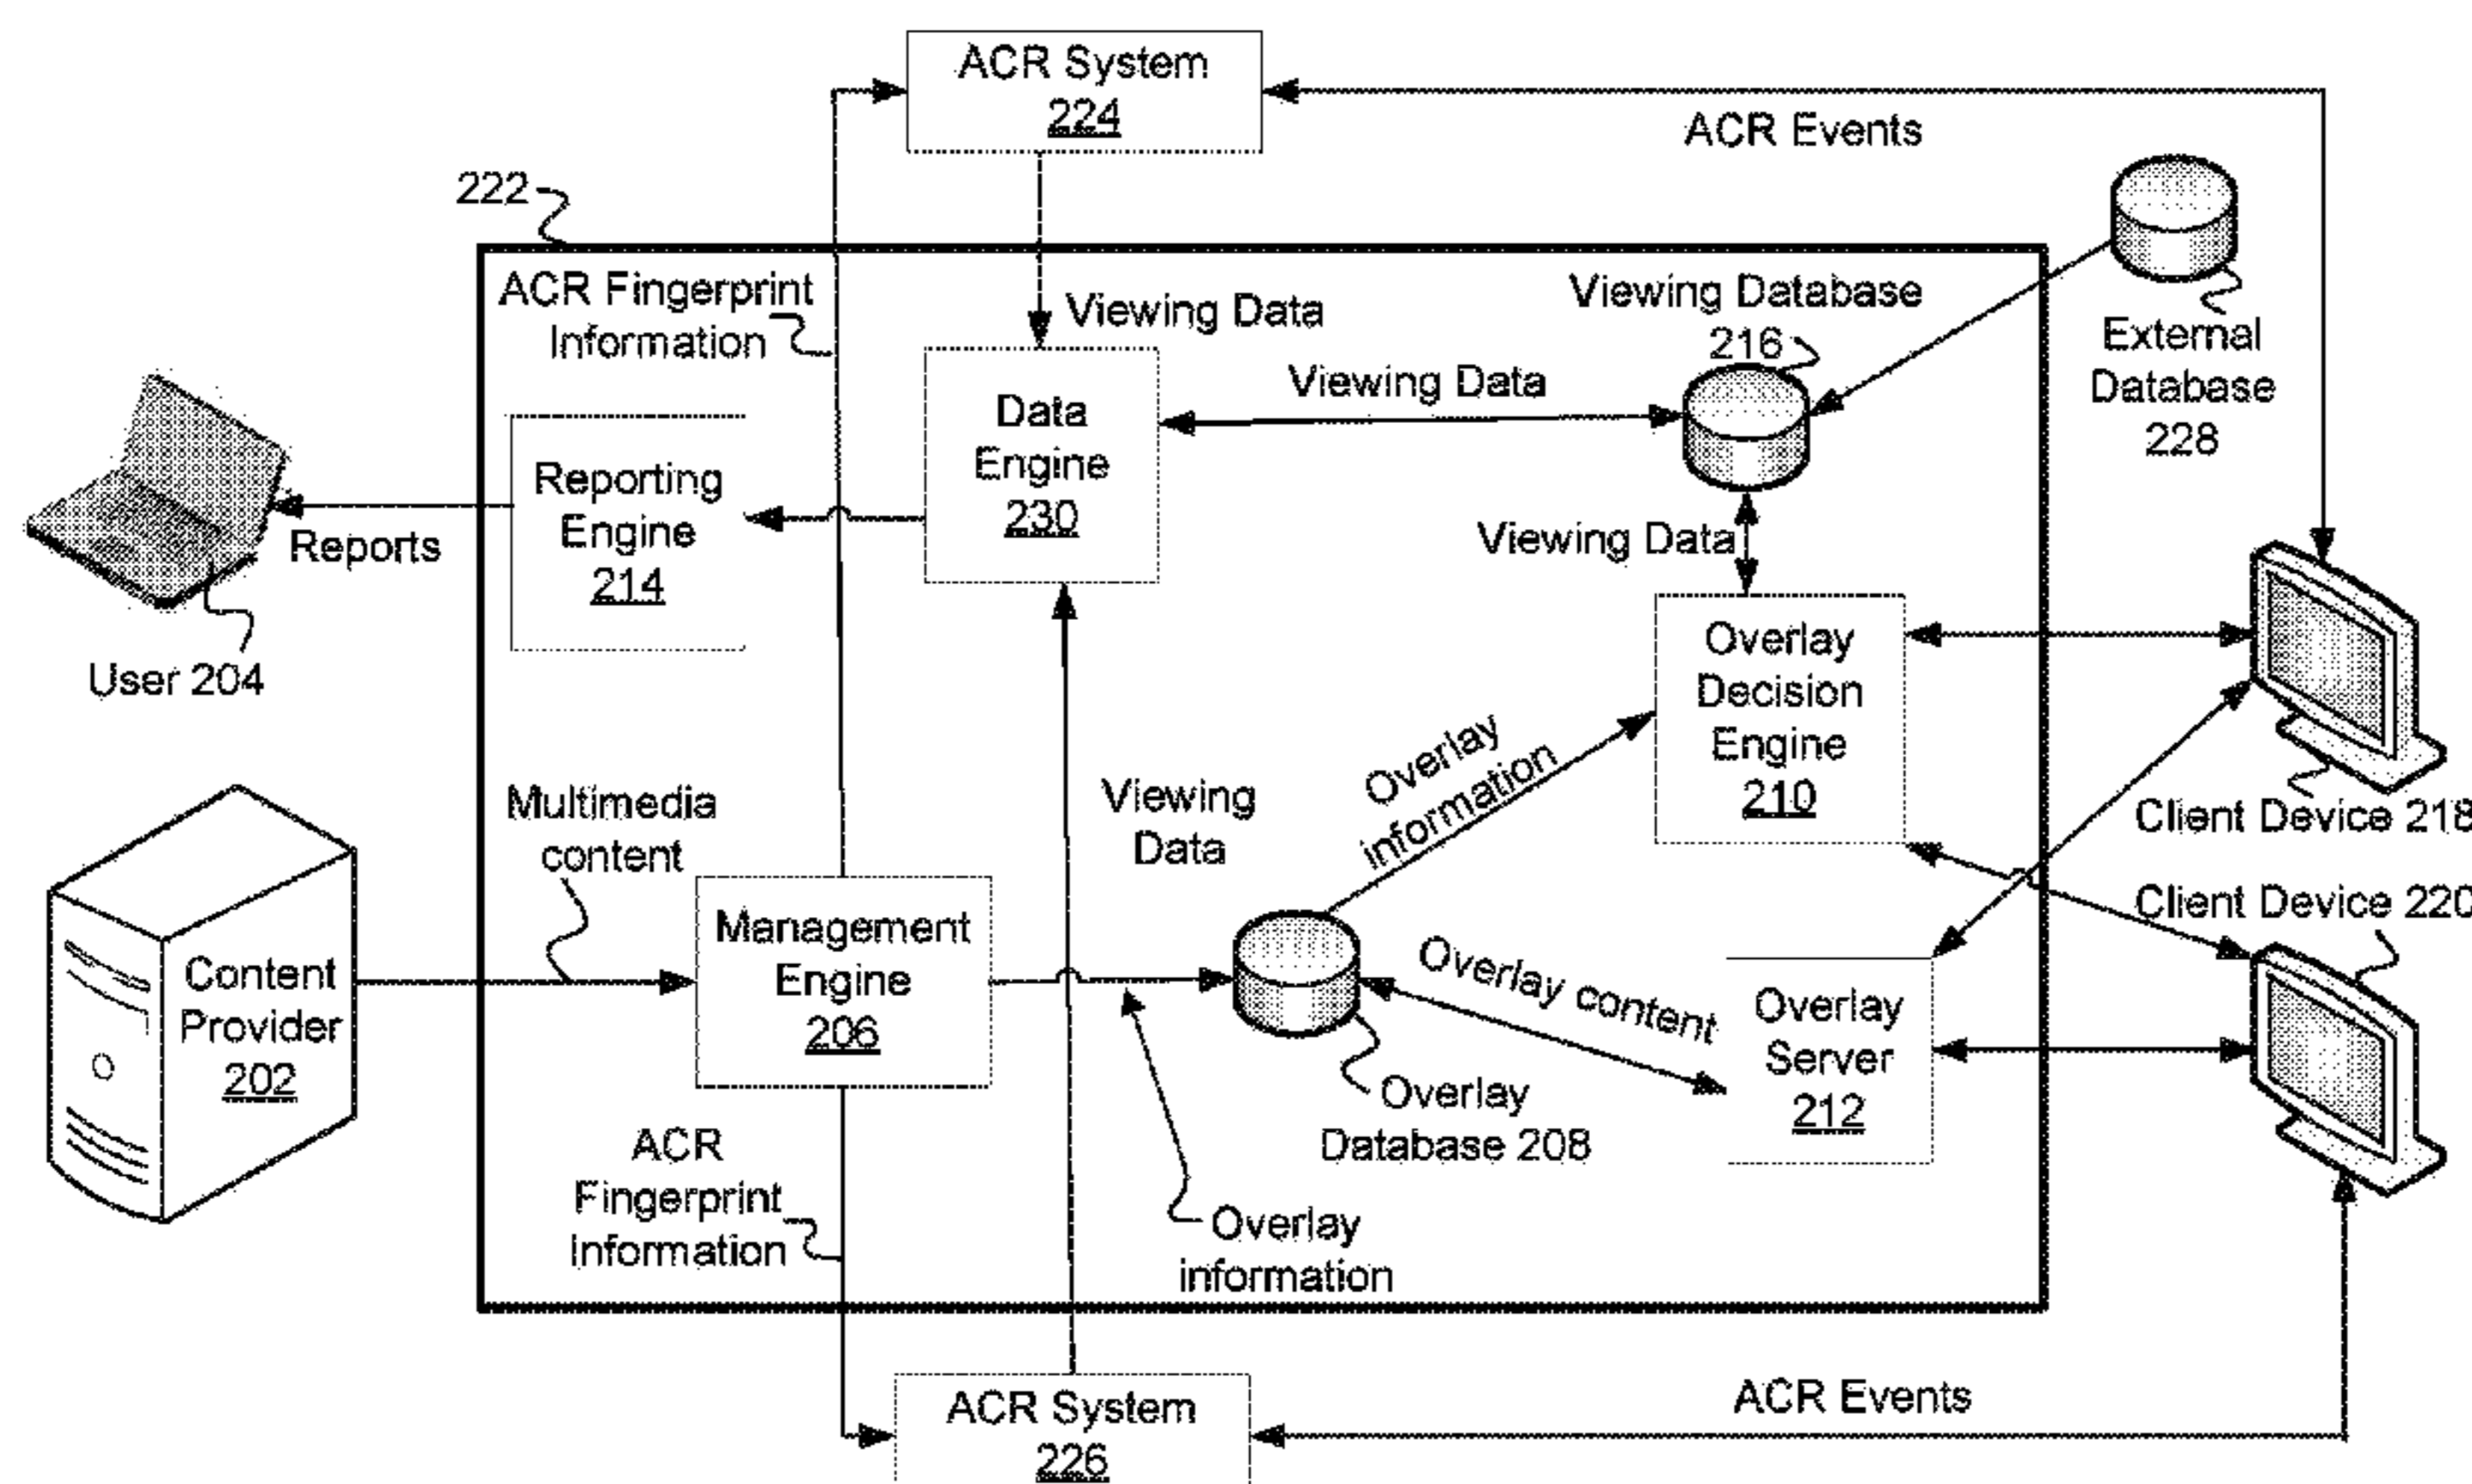 ACR System
224
ACR Events
222
ACR Fingerprint
Information
Viewing Data
Viewing Database
216
External
Database
228
Viewing Data
Data
Engine
230
Reporting
Engine
214
Reports
User 204
Viewing Data
Overlay
Decision
Engine
210
Client Device 218
Multimedia
content
Viewing
Data
Overlay
information
Client Device 220
Content
Provider
202
Management
Engine
206
Overlay content
Overlay
Server
212
Overlay
Database 208
ACR
Fingerprint
Information
Overlay
information
ACR System
226
ACR Events